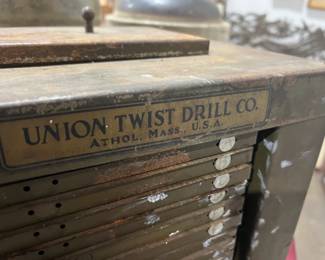 UNION TWIST DRILL CO.
ATHOL, MASS., U.S.A.